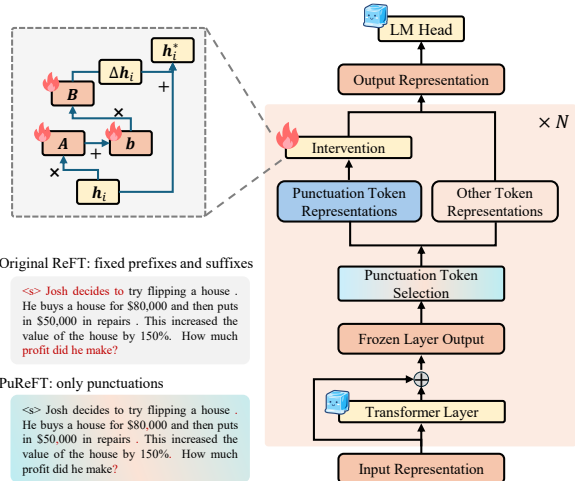 LM Head
Output Representation
× N
Intervention
Punctuation Token
Representations
Other Token
Representations
Punctuation Token
Selection
Frozen Layer Output
Transformer Layer
Input Representation
h*i
Δhi
+
B
×
A
+
b
×
hi
Original ReFT: fixed prefixes and suffixes
<s> Josh decides to try flipping a house .
He buys a house for $80,000 and then puts
in $50,000 in repairs . This increased the
value of the house by 150%. How much
profit did he make?
PuReFT: only punctuations
<s> Josh decides to try flipping a house .
He buys a house for $80,000 and then puts
in $50,000 in repairs . This increased the
value of the house by 150%. How much
profit did he make?